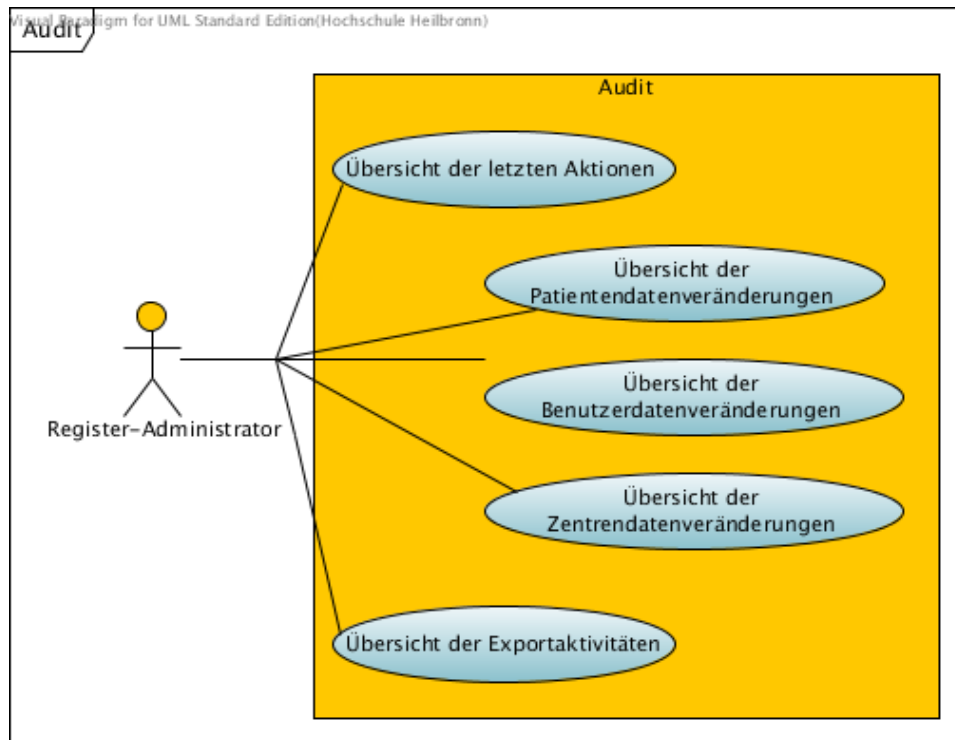 Visual Paradigm for UML Standard Edition(Hochschule Heilbronn)
Audit
Audit
Übersicht der letzten Aktionen
Übersicht der
Patientendatenveränderungen
Übersicht der
Benutzerdatenveränderungen
Register-Administrator
Übersicht der
Zentrendatenveränderungen
Übersicht der Exportaktivitäten